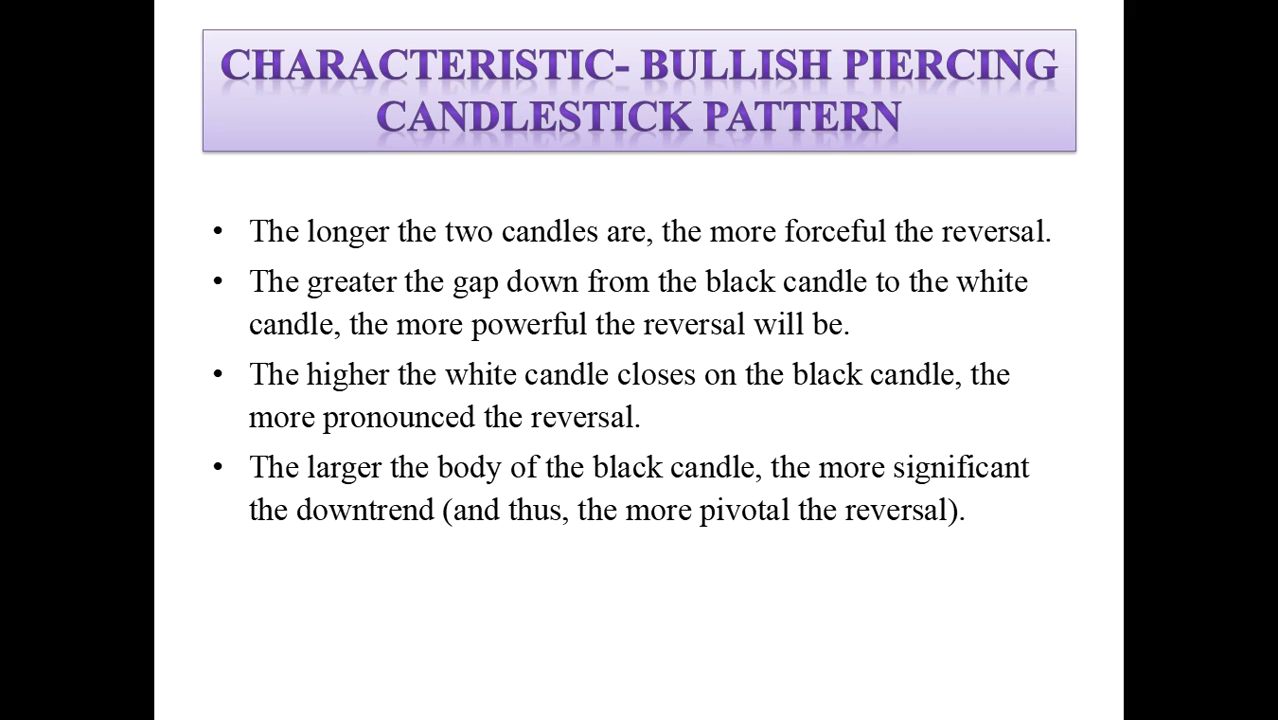 CHARACTERISTIC- BULLISH PIERCING
CANDLESTICK PATTERN
• The longer the two candles are, the more forceful the reversal.
• The greater the gap down from the black candle to the white
candle, the more powerful the reversal will be.
• The higher the white candle closes on the black candle, the
more pronounced the reversal.
• The larger the body of the black candle, the more significant
the downtrend (and thus, the more pivotal the reversal).